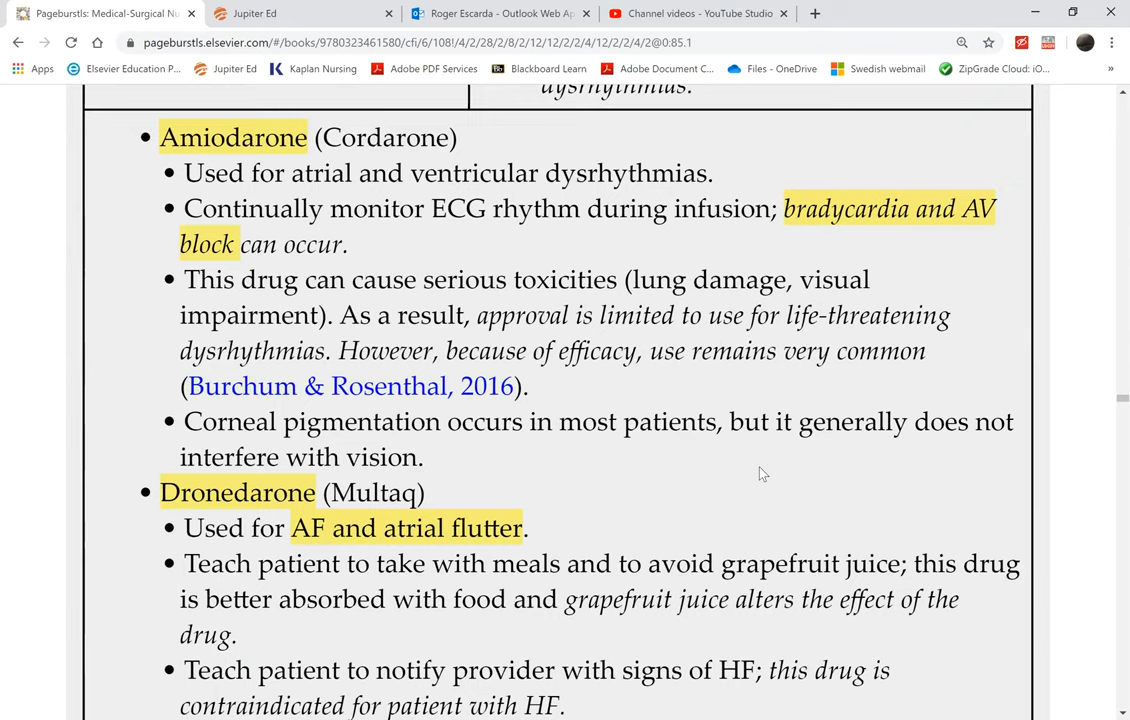 Pageburstls: Medical-Surgical Nu
Jupiter Ed
Roger Escarda - Outlook Web Ap
Channel videos - YouTube Studio
pageburstls.elsevier.com/#/books/9780323461580/cfi/6/108!/4/2/28/2/8/2/12/12/2/2/4/12/2/2/4/2@0:85.1
Apps
Elsevier Education P...
Jupiter Ed
Kaplan Nursing
Adobe PDF Services
Blackboard Learn
Adobe Document C...
Files - OneDrive
Swedish webmail
ZipGrade Cloud: iO...
»
dysrhythmias.
• Amiodarone (Cordarone)
• Used for atrial and ventricular dysrhythmias.
• Continually monitor ECG rhythm during infusion; bradycardia and AV
block can occur.
• This drug can cause serious toxicities (lung damage, visual
impairment). As a result, approval is limited to use for life-threatening
dysrhythmias. However, because of efficacy, use remains very common
(Burchum & Rosenthal, 2016).
• Corneal pigmentation occurs in most patients, but it generally does not
interfere with vision.
• Dronedarone (Multaq)
• Used for AF and atrial flutter.
• Teach patient to take with meals and to avoid grapefruit juice; this drug
is better absorbed with food and grapefruit juice alters the effect of the
drug.
• Teach patient to notify provider with signs of HF; this drug is
contraindicated for patient with HF.